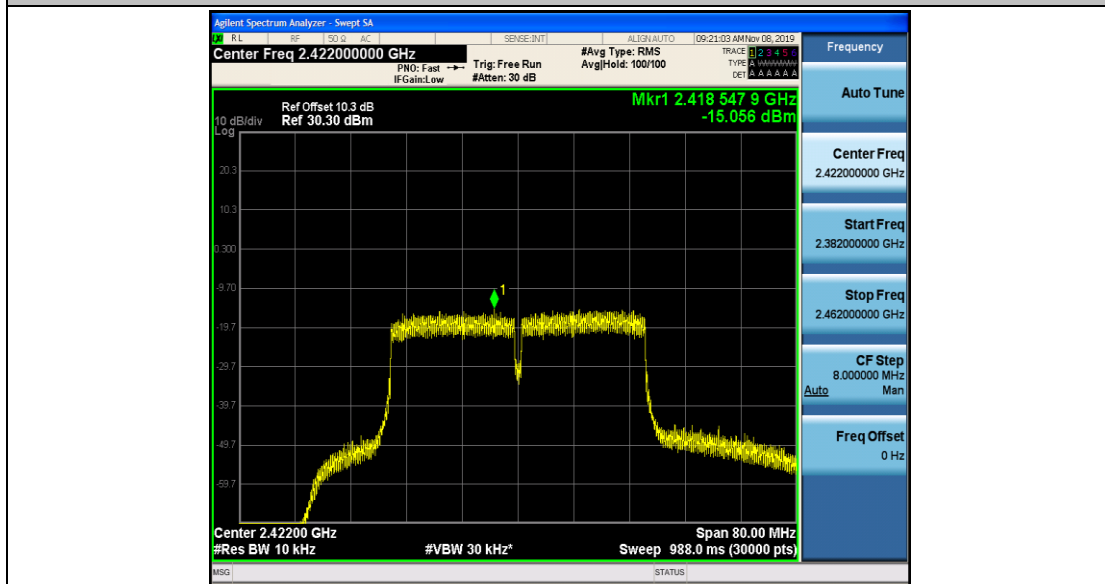 Agilent Spectrum Analyzer - Swept SA
RL RF 50 Ω AC SENSE:INT ALIGN AUTO 09:21:03 AM Nov 08, 2019
Center Freq 2.422000000 GHz
#Avg Type: RMS
TRACE 1 2 3 4 5 6
PNO: Fast Trig: Free Run Avg|Hold: 100/100 TYPE A
IFGain:Low #Atten: 30 dB DET A A A A A A
Mkr1 2.418 547 9 GHz
-15.056 dBm
Ref Offset 10.3 dB
10 dB/div Ref 30.30 dBm
Log
20.3
10.3
0.300
-9.70
-19.7
-29.7
-39.7
-49.7
-59.7
1
Center 2.42200 GHz Span 80.00 MHz
#Res BW 10 kHz #VBW 30 kHz* Sweep 988.0 ms (30000 pts)
MSG STATUS
Frequency
Auto Tune
Center Freq
2.422000000 GHz
Start Freq
2.382000000 GHz
Stop Freq
2.462000000 GHz
CF Step
8.000000 MHz
Auto Man
Freq Offset
0 Hz